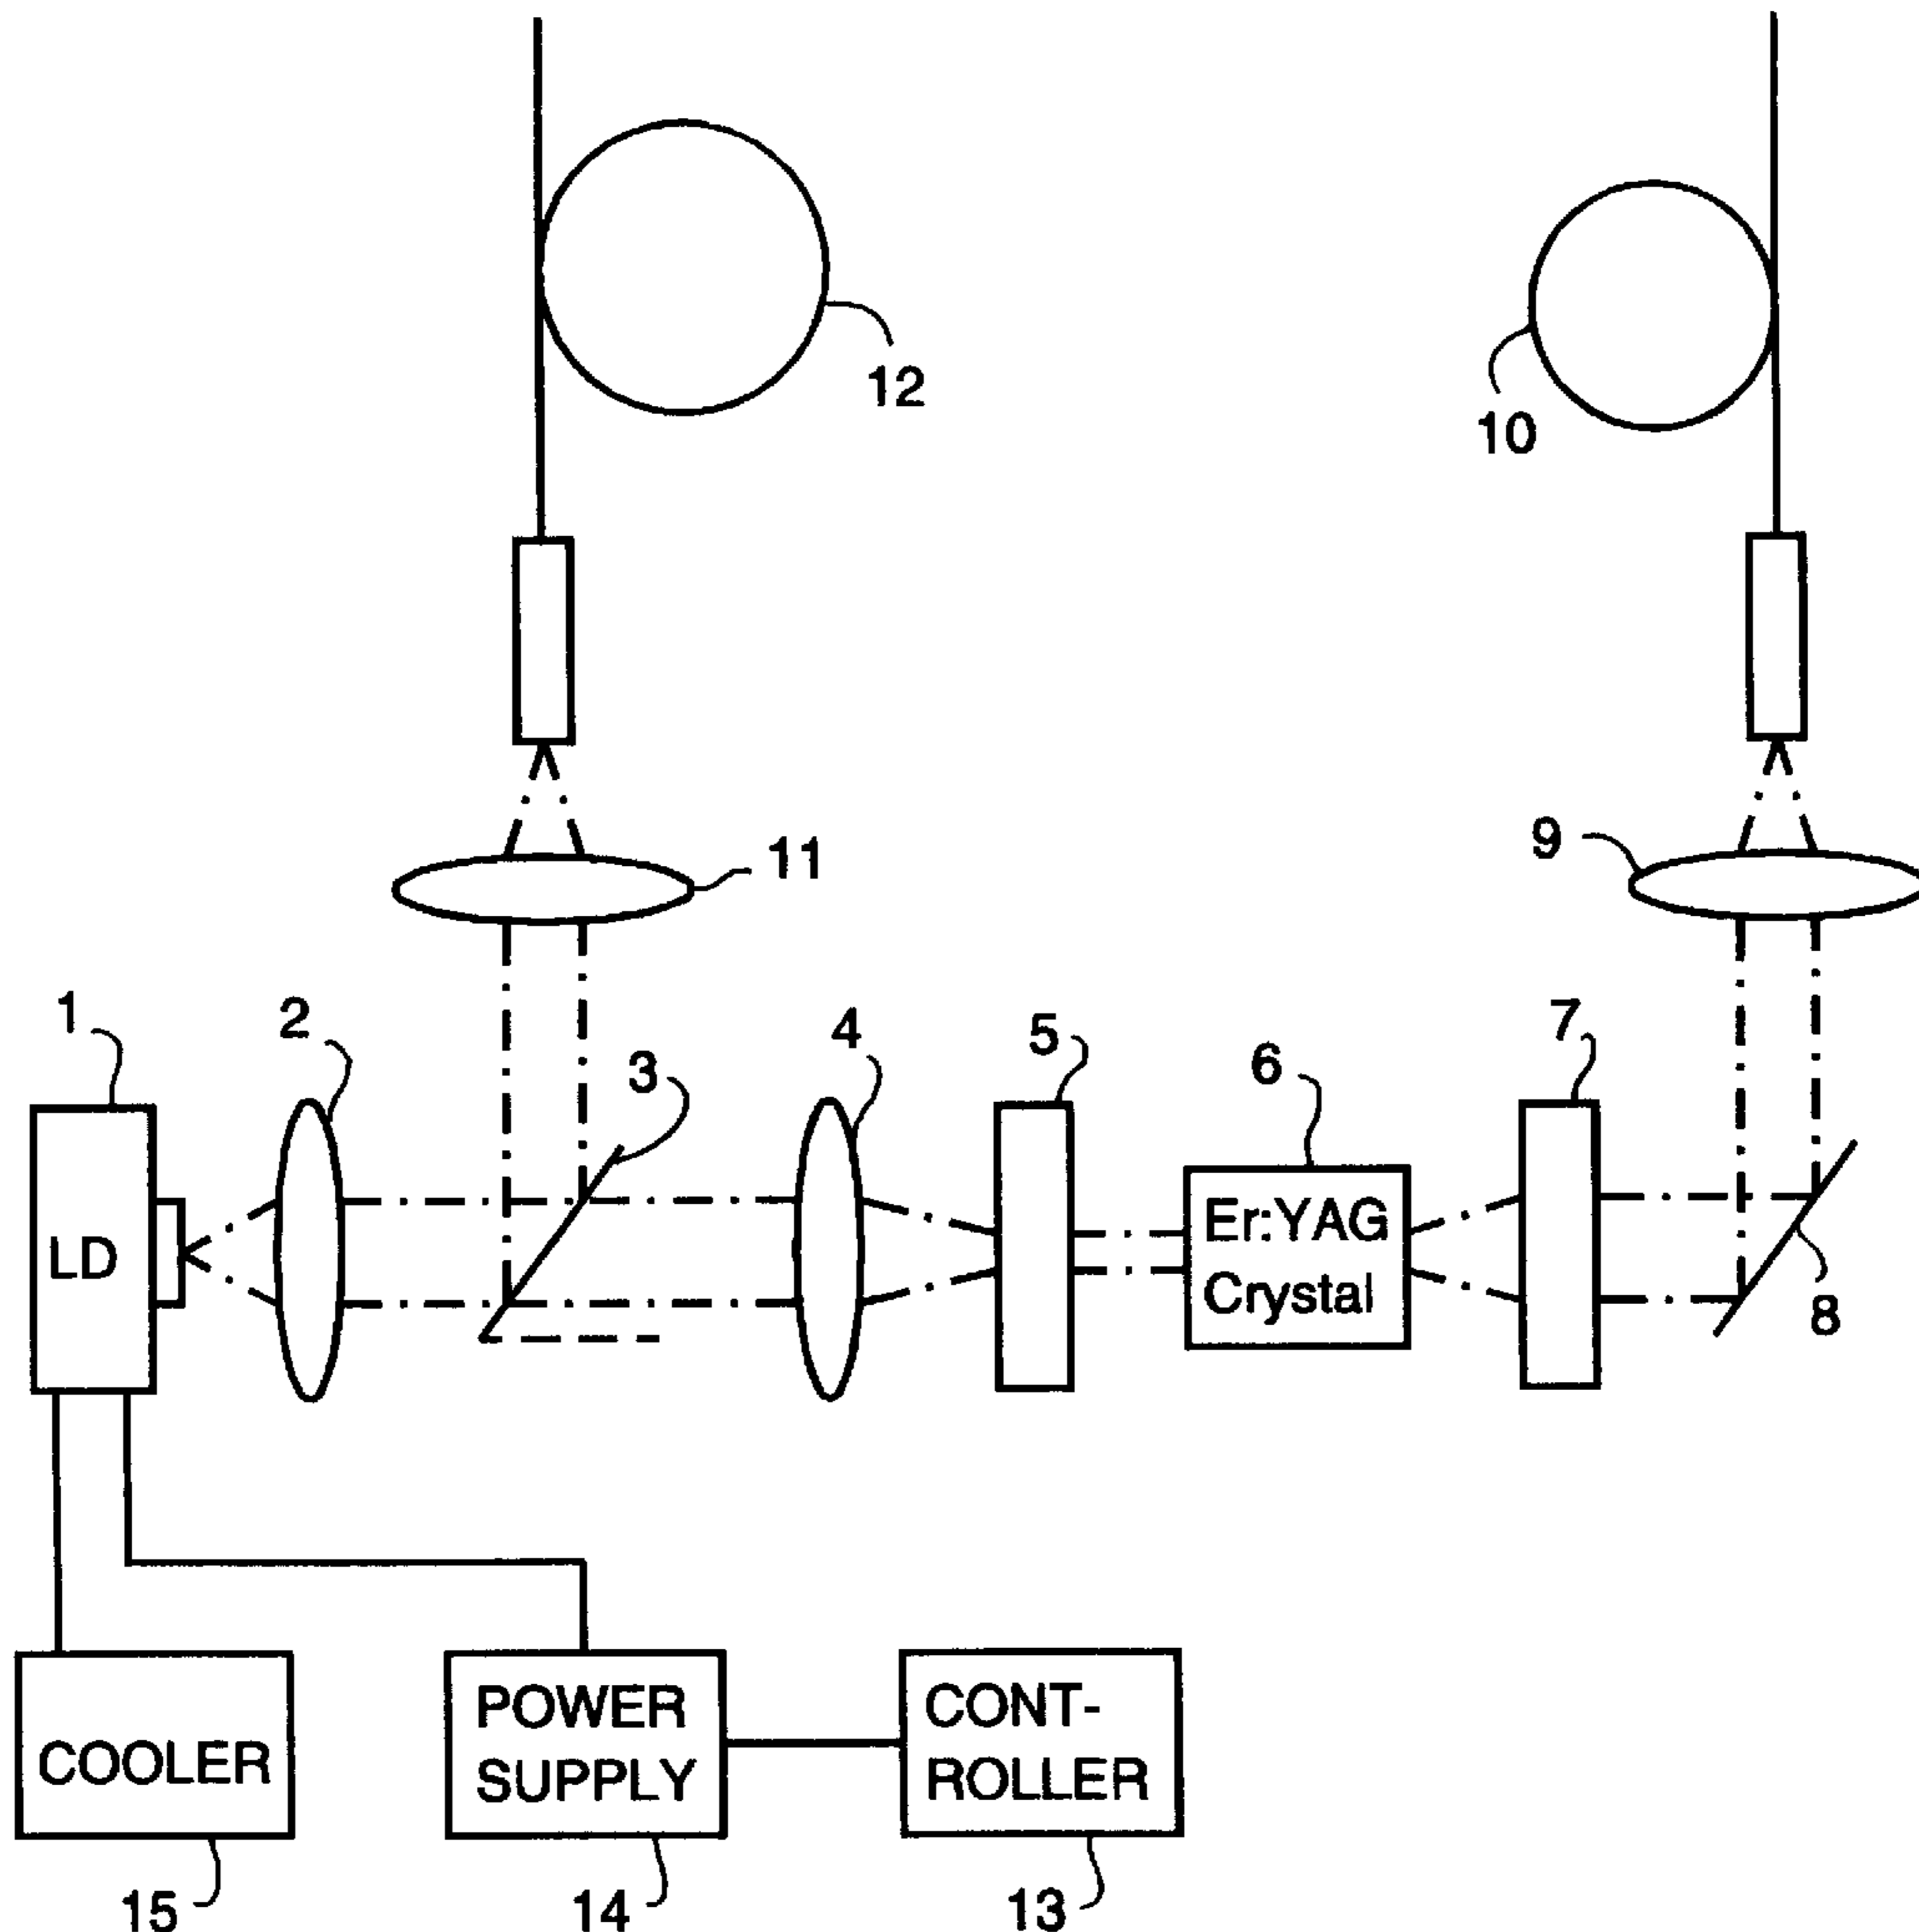 12
10
11
9
1
2
3
4
5
6
7
LD
Er:YAG
Crystal
8
COOLER
POWER
SUPPLY
CONT-
ROLLER
15
14
13